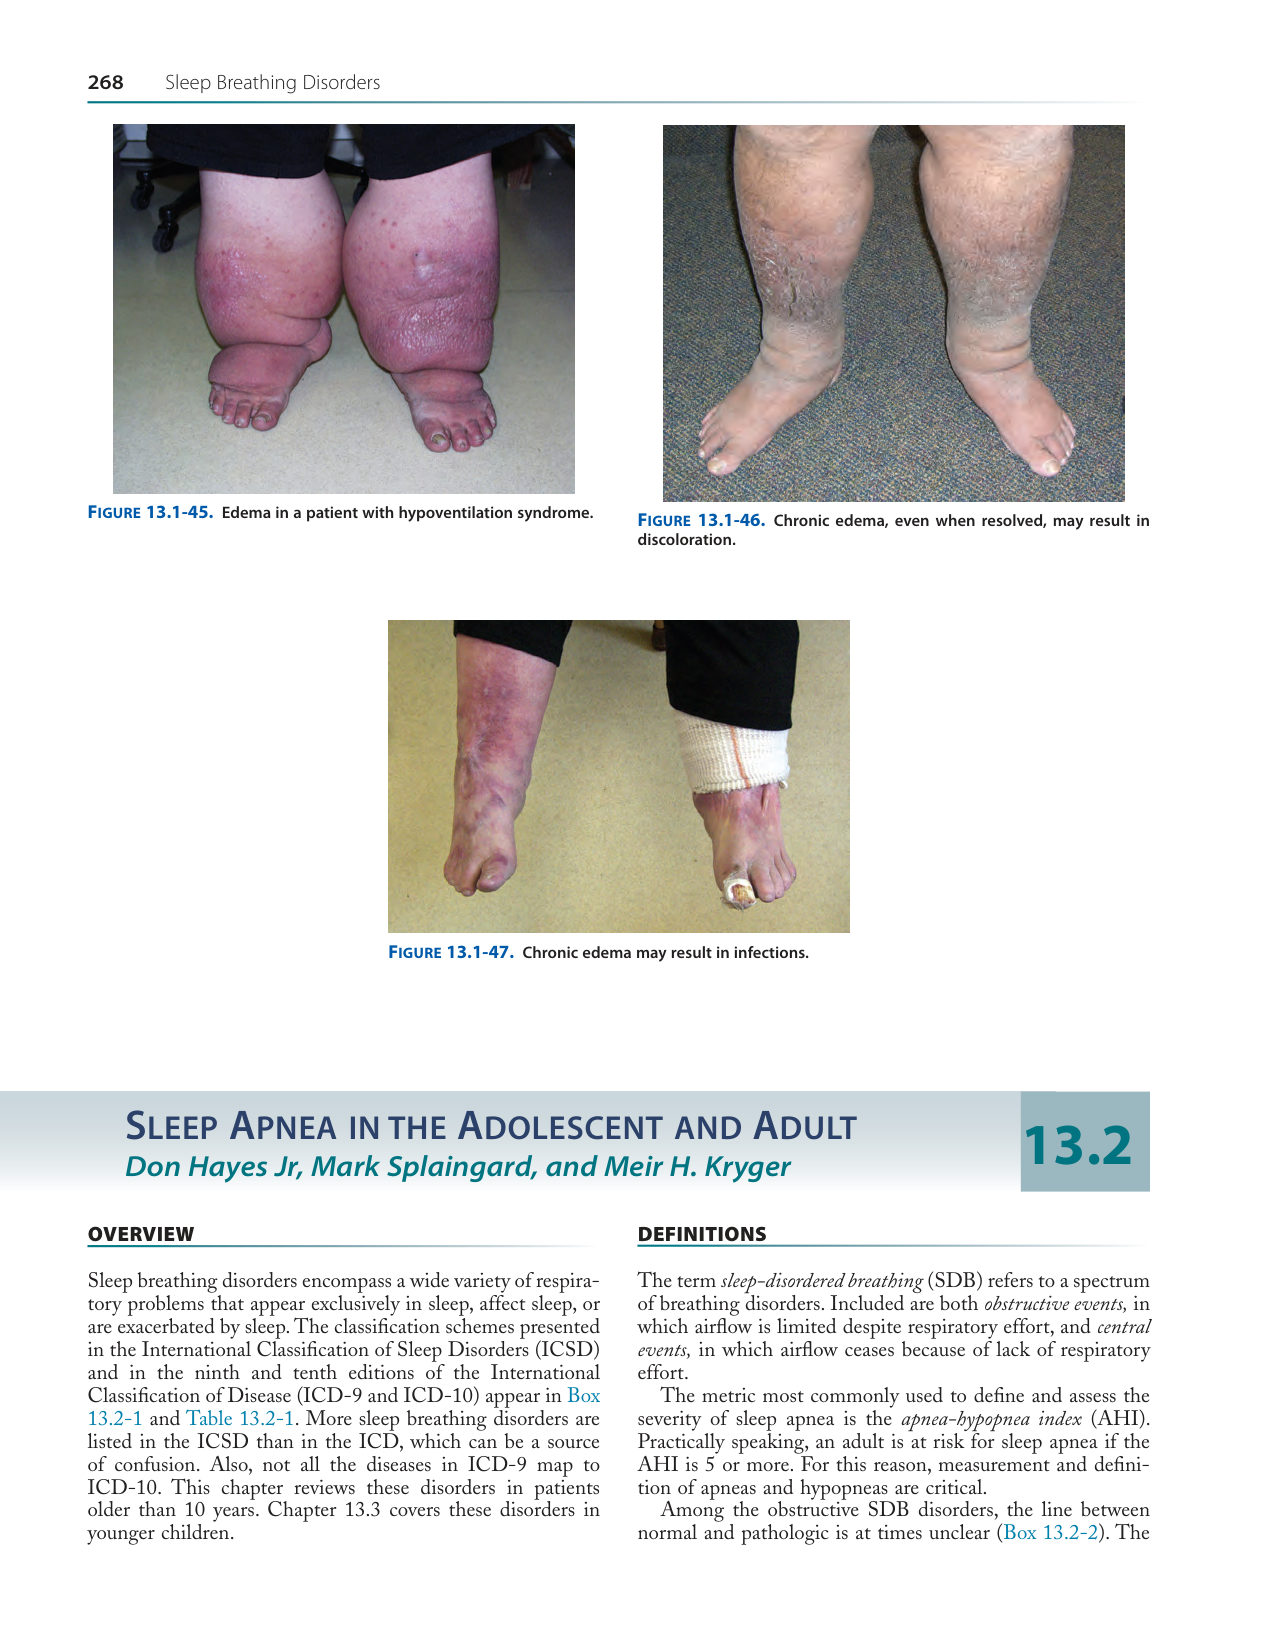 268 Sleep Breathing Disorders
FIGURE 13.1-45. Edema in a patient with hypoventilation syndrome.
FIGURE 13.1-46. Chronic edema, even when resolved, may result in
discoloration.
FIGURE 13.1-47. Chronic edema may result in infections.
SLEEP APNEA IN THE ADOLESCENT AND ADULT
Don Hayes Jr, Mark Splaingard, and Meir H. Kryger
13.2
OVERVIEW
Sleep breathing disorders encompass a wide variety of respira-
tory problems that appear exclusively in sleep, affect sleep, or
are exacerbated by sleep. The classification schemes presented
in the International Classification of Sleep Disorders (ICSD)
and in the ninth and tenth editions of the International
Classification of Disease (ICD-9 and ICD-10) appear in Box
13.2-1 and Table 13.2-1. More sleep breathing disorders are
listed in the ICSD than in the ICD, which can be a source
of confusion. Also, not all the diseases in ICD-9 map to
ICD-10. This chapter reviews these disorders in patients
older than 10 years. Chapter 13.3 covers these disorders in
younger children.
DEFINITIONS
The term sleep-disordered breathing (SDB) refers to a spectrum
of breathing disorders. Included are both obstructive events, in
which airflow is limited despite respiratory effort, and central
events, in which airflow ceases because of lack of respiratory
effort.
The metric most commonly used to define and assess the
severity of sleep apnea is the apnea-hypopnea index (AHI).
Practically speaking, an adult is at risk for sleep apnea if the
AHI is 5 or more. For this reason, measurement and defini-
tion of apneas and hypopneas are critical.
Among the obstructive SDB disorders, the line between
normal and pathologic is at times unclear (Box 13.2-2). The